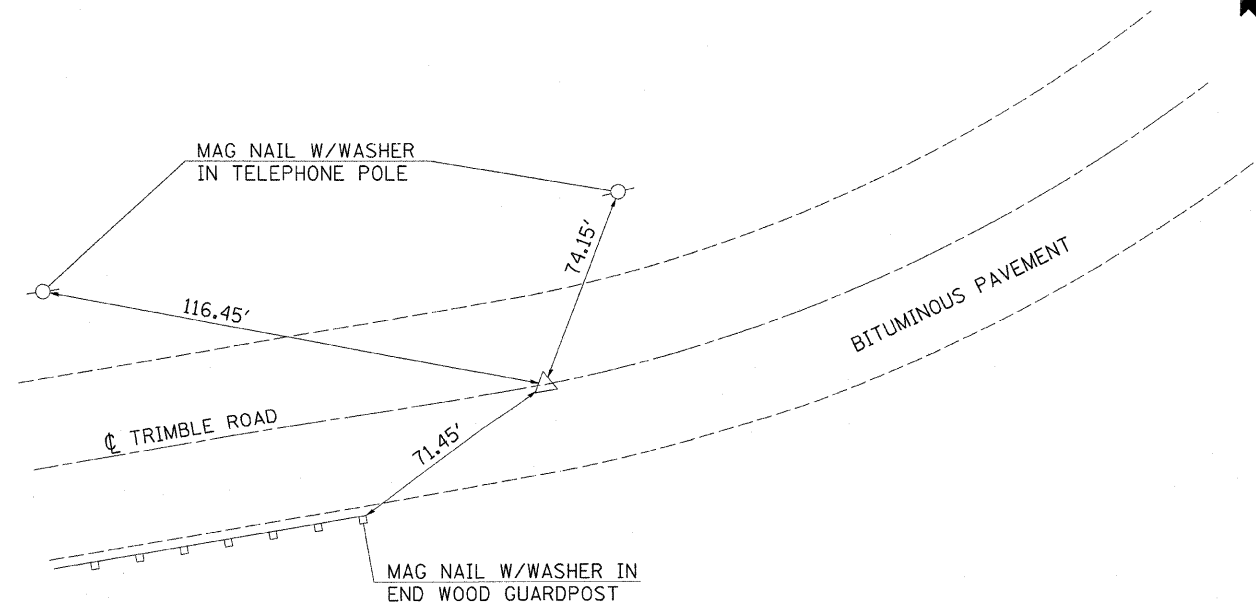 MAG NAIL W/WASHER
IN TELEPHONE POLE
74.15′
116.45′
BITUMINOUS PAVEMENT
℄ TRIMBLE ROAD
71.45′
MAG NAIL W/WASHER IN
END WOOD GUARDPOST